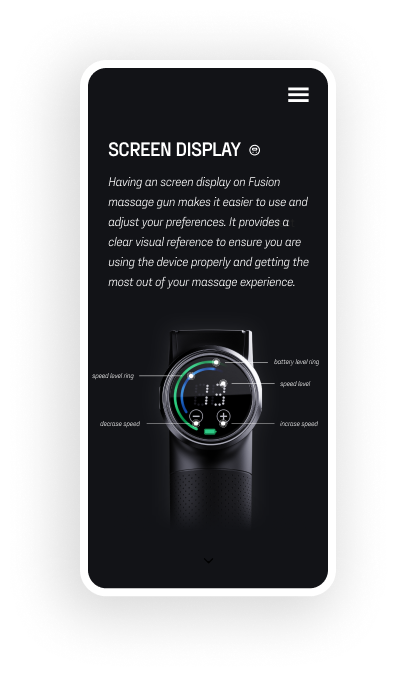 SCREEN DISPLAY
Having an screen display on Fusion
massage gun makes it easier to use and
adjust your preferences. It provides a
clear visual reference to ensure you are
using the device properly and getting the
most out of your massage experience.
battery level ring
speed level ring
speed level
decrase speed
incrase speed